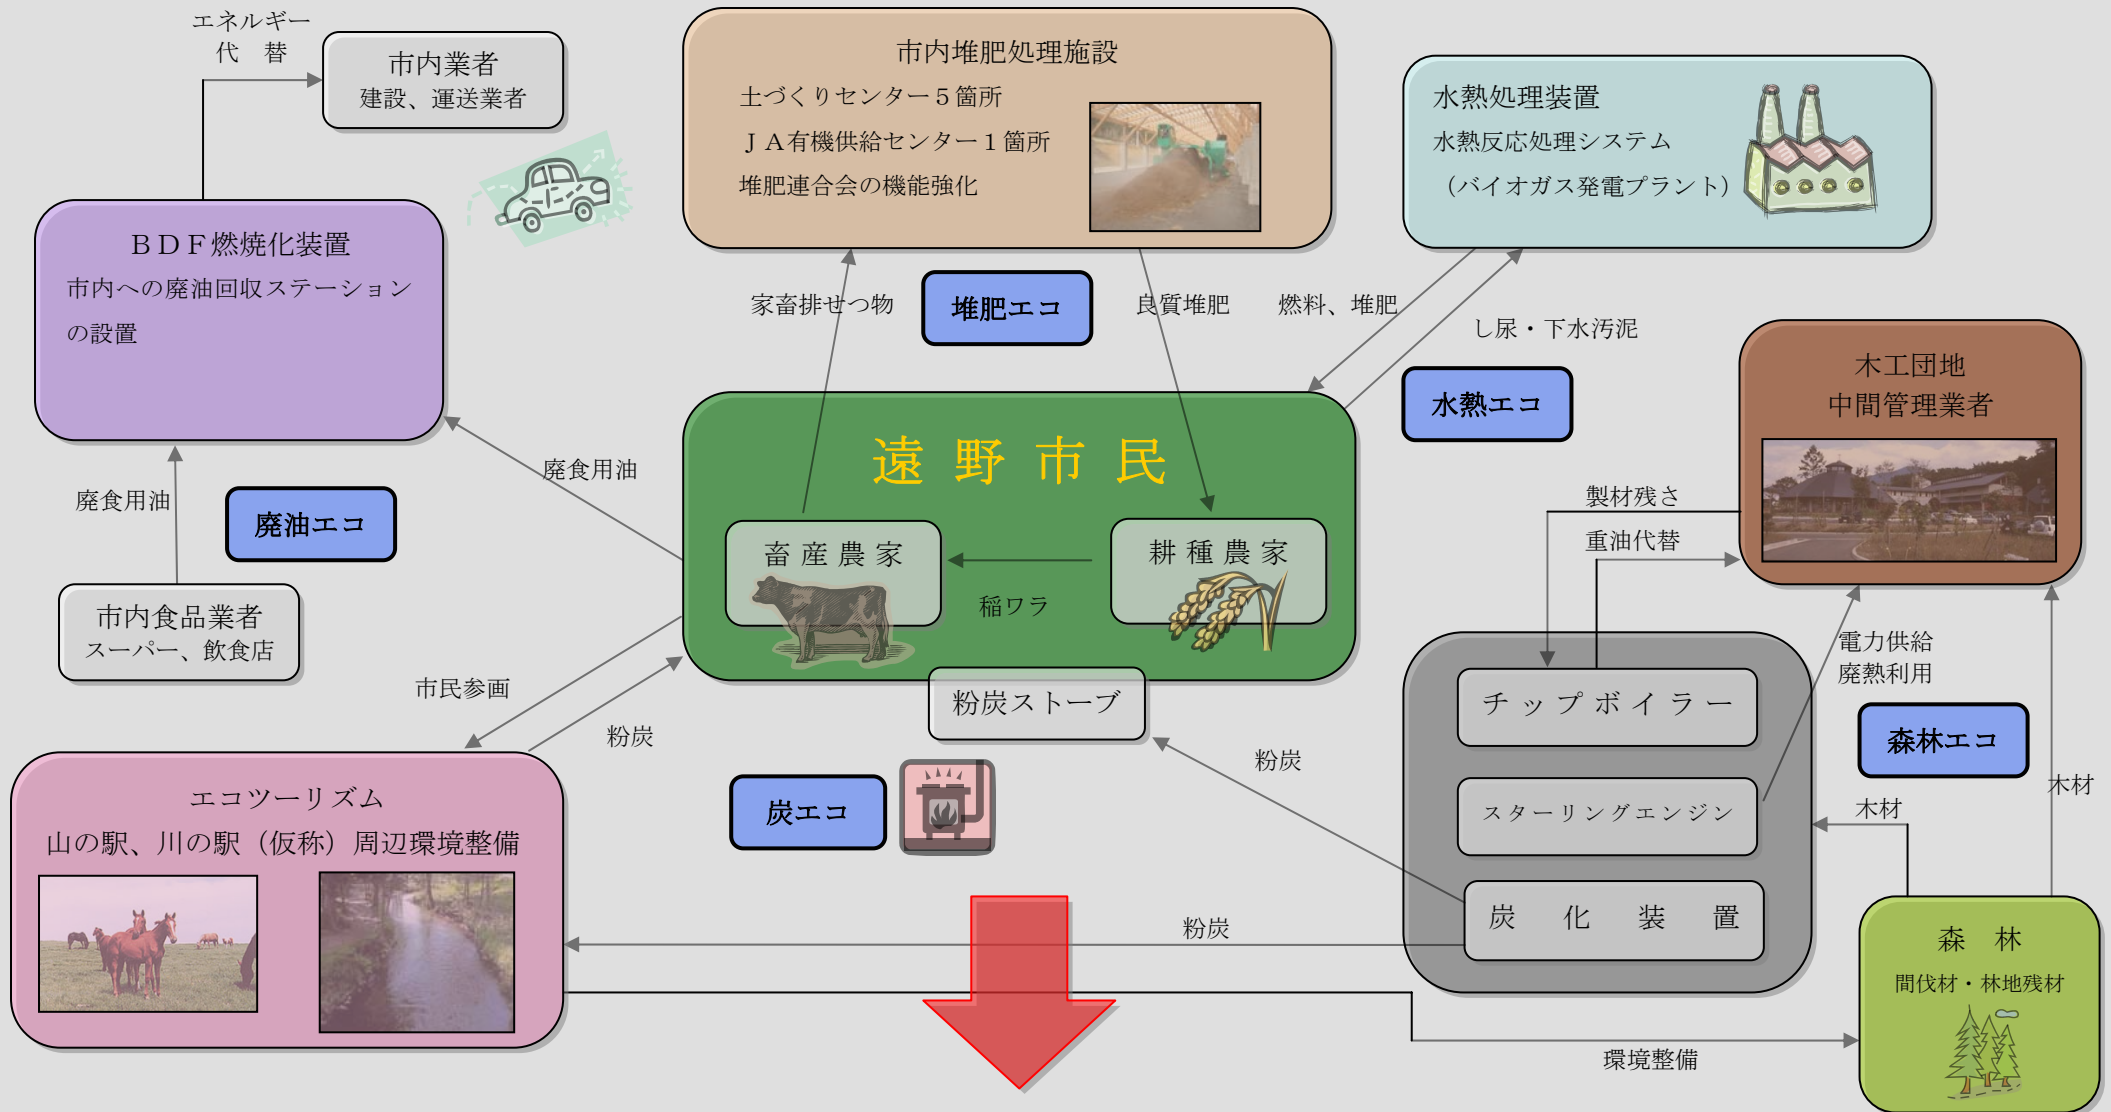 エネルギー
代　替
市内業者
建設、運送業者
市内堆肥処理施設
土づくりセンター５箇所
ＪＡ有機供給センター１箇所
堆肥連合会の機能強化
水熱処理装置
水熱反応処理システム
（バイオガス発電プラント）
ＢＤＦ燃焼化装置
市内への廃油回収ステーション
の設置
家畜排せつ物
堆肥エコ
良質堆肥
燃料、堆肥
し尿・下水汚泥
水熱エコ
木工団地
中間管理業者
遠 野 市 民
廃食用油
廃食用油
廃油エコ
畜 産 農 家
耕 種 農 家
稲ワラ
製材残さ
重油代替
市内食品業者
スーパー、飲食店
市民参画
粉炭
粉炭ストーブ
粉炭
チ ッ プ ボ イ ラ ー
電力供給
廃熱利用
森林エコ
木材
木材
エコツーリズム
山の駅、川の駅（仮称）周辺環境整備
炭エコ
スターリングエンジン
炭　化　装　置
粉炭
森　林
間伐材・林地残材
環境整備